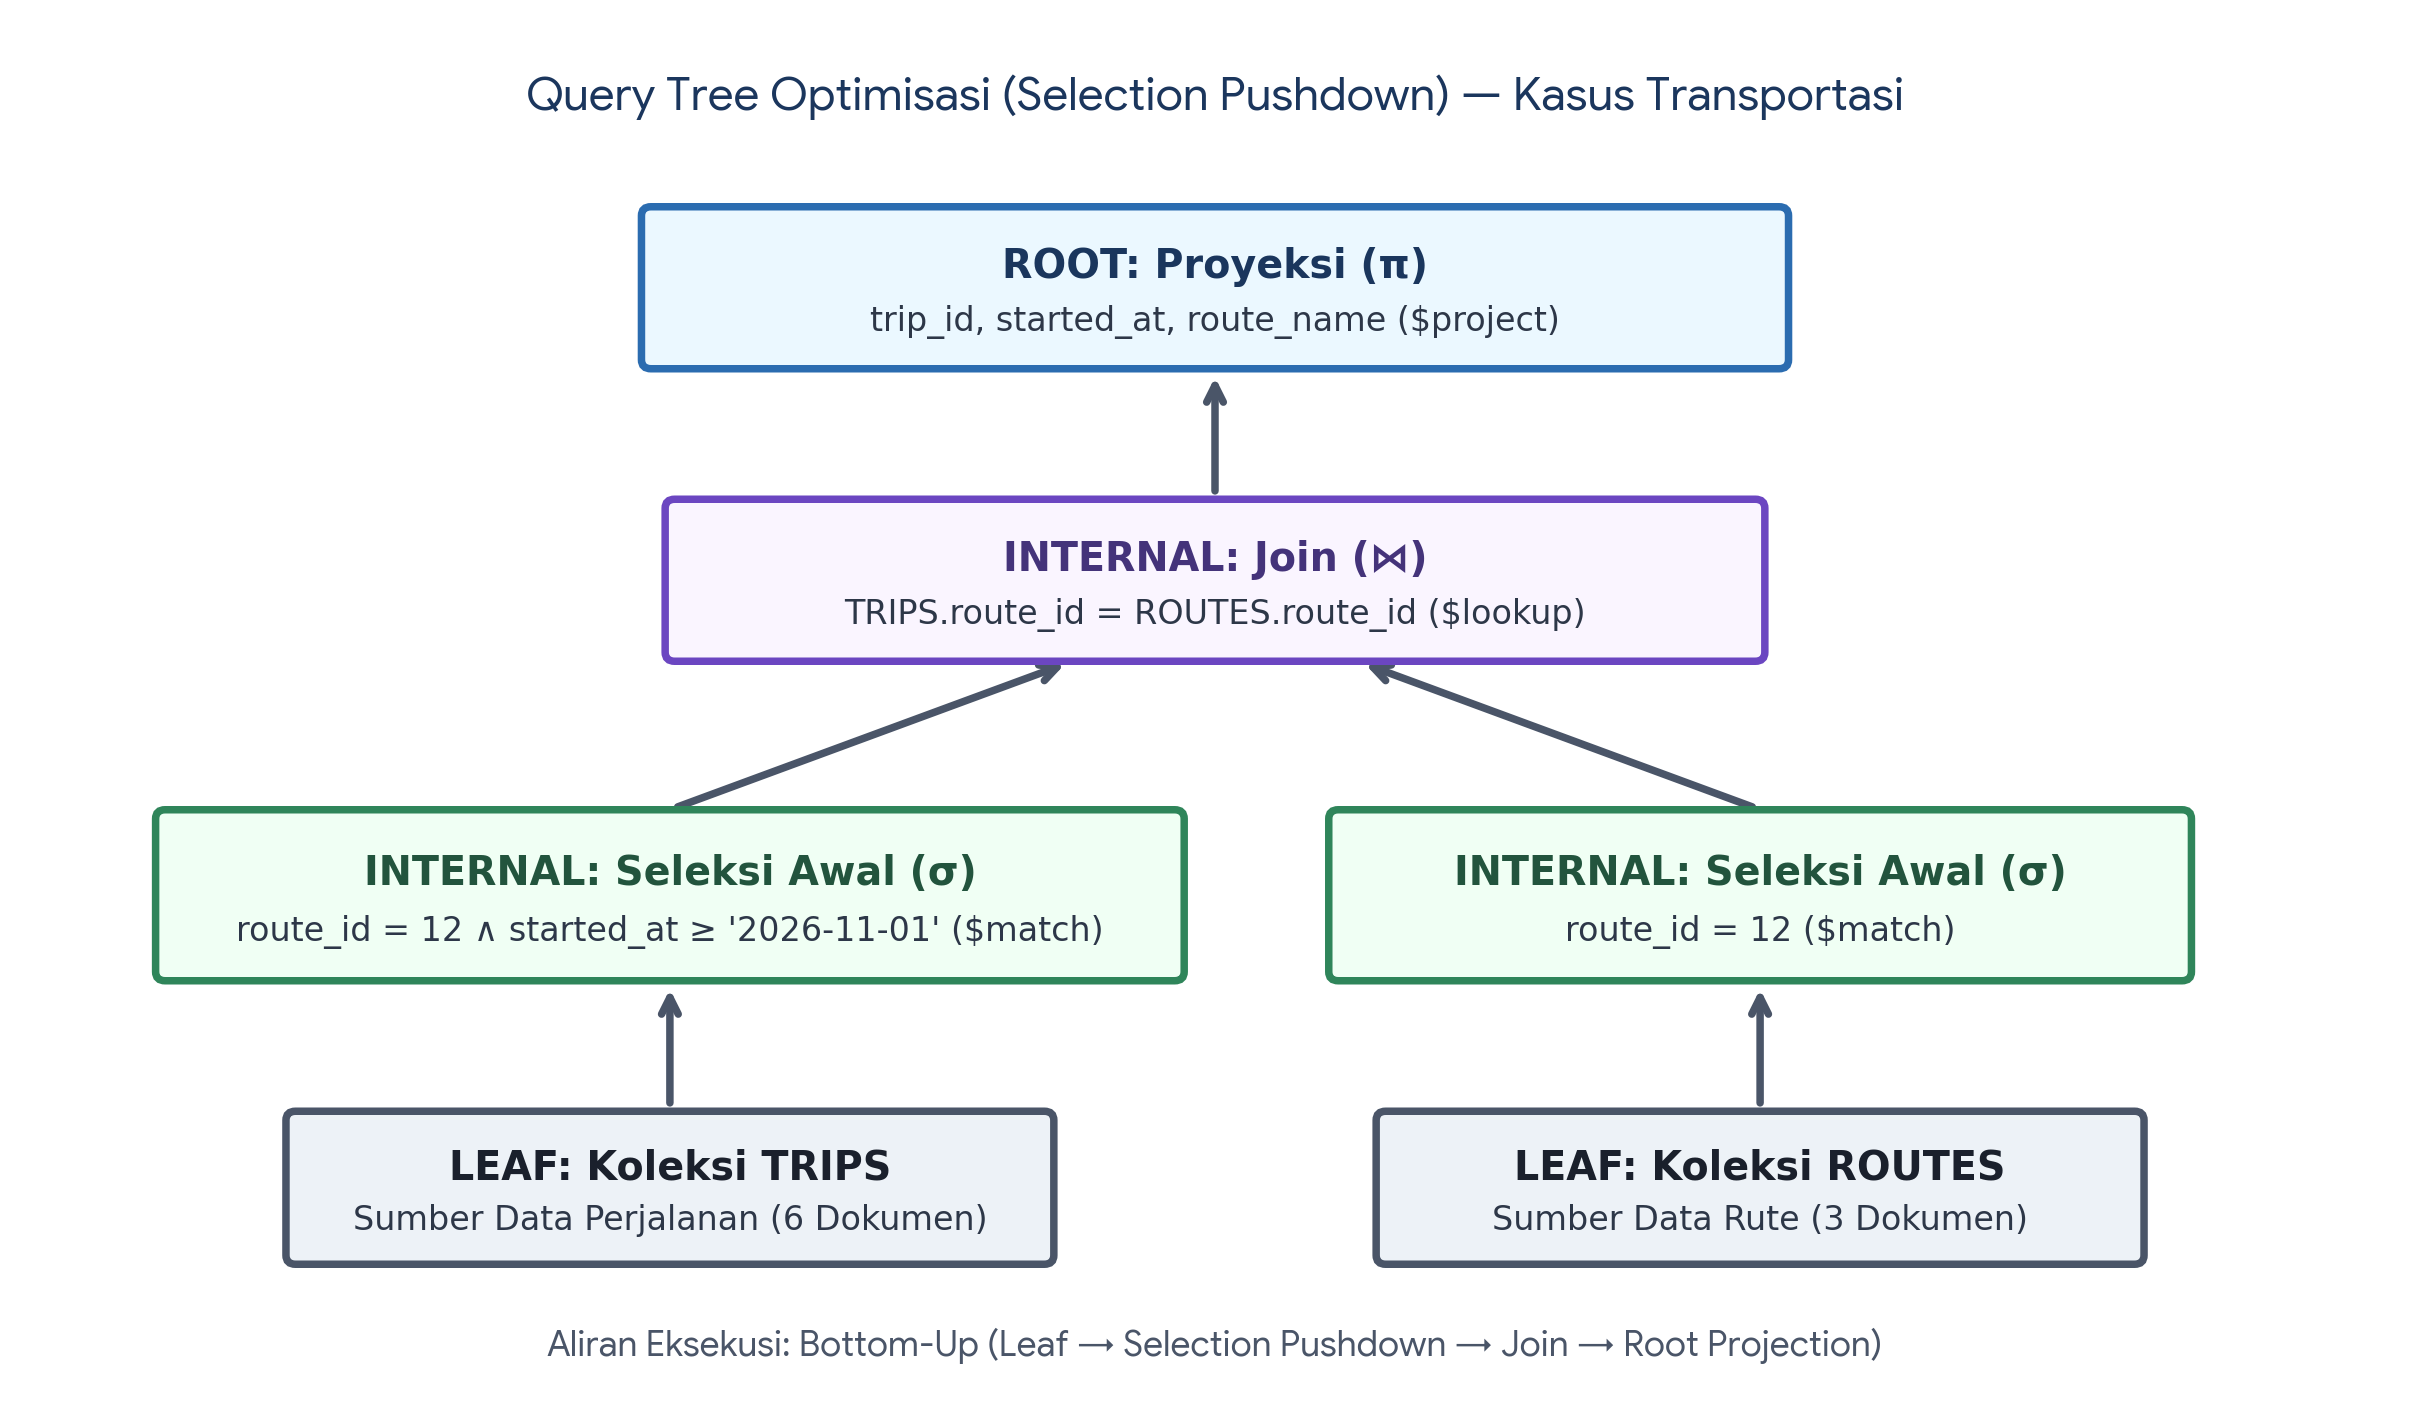 Query Tree Optimisasi (Selection Pushdown) — Kasus Transportasi
ROOT: Proyeksi (π)
trip_id, started_at, route_name ($project)
INTERNAL: Join (⋈)
TRIPS.route_id = ROUTES.route_id ($lookup)
INTERNAL: Seleksi Awal (σ)
route_id = 12 ∧ started_at ≥ '2026-11-01' ($match)
INTERNAL: Seleksi Awal (σ)
route_id = 12 ($match)
LEAF: Koleksi TRIPS
Sumber Data Perjalanan (6 Dokumen)
LEAF: Koleksi ROUTES
Sumber Data Rute (3 Dokumen)
Aliran Eksekusi: Bottom-Up (Leaf → Selection Pushdown → Join → Root Projection)